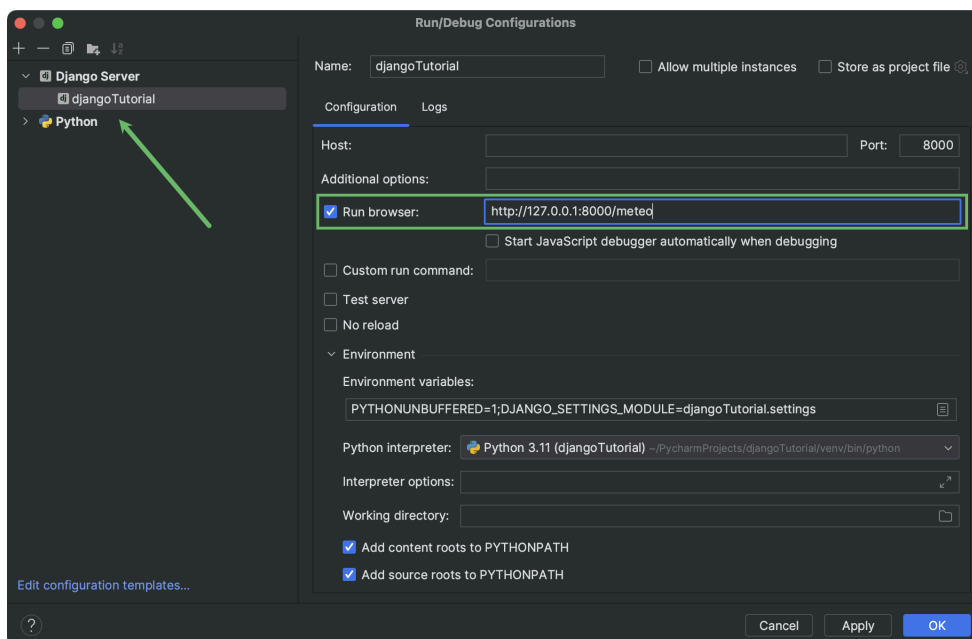 Run/Debug Configurations
Django Server
djangoTutorial
Python
Edit configuration templates...
Name: djangoTutorial Allow multiple instances Store as project file
Configuration Logs
Host: Port: 8000
Additional options:
Run browser: http://127.0.0.1:8000/meteo
Start JavaScript debugger automatically when debugging
Custom run command:
Test server
No reload
Environment
Environment variables:
PYTHONUNBUFFERED=1;DJANGO_SETTINGS_MODULE=djangoTutorial.settings
Python interpreter: Python 3.11 (djangoTutorial) ~/PycharmProjects/djangoTutorial/venv/bin/python
Interpreter options:
Working directory:
Add content roots to PYTHONPATH
Add source roots to PYTHONPATH
? Cancel Apply OK